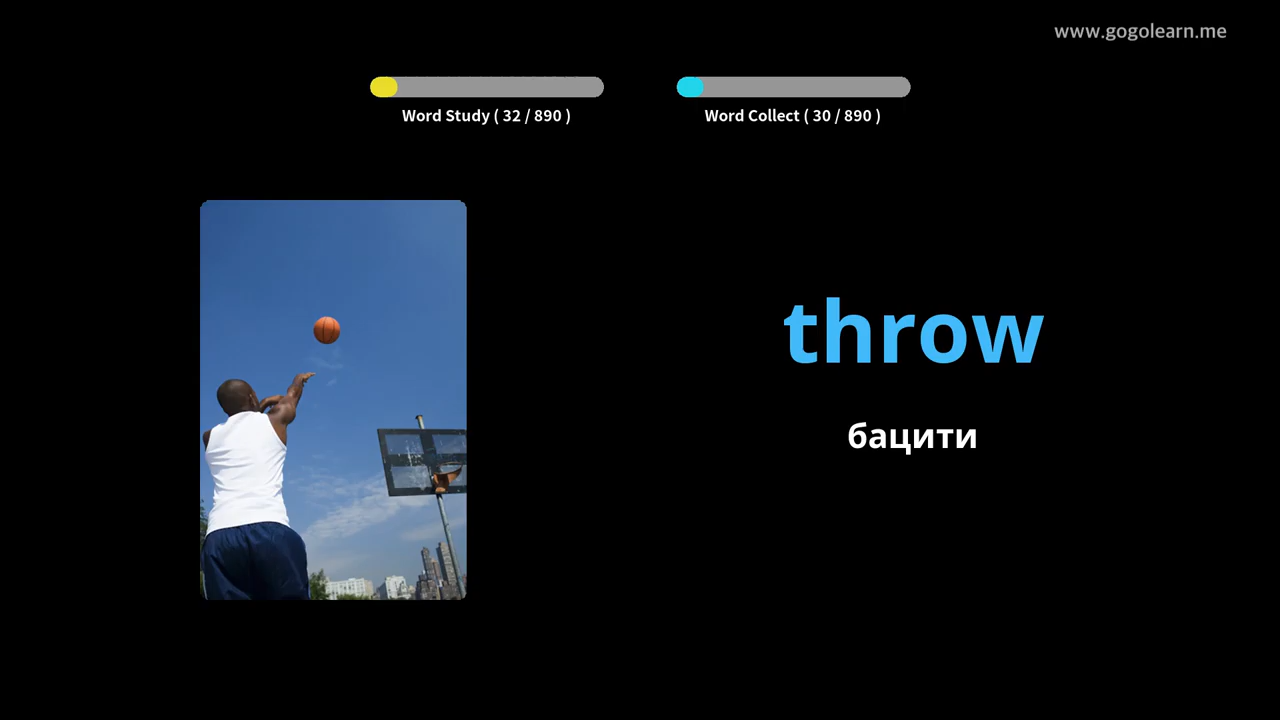 www.gogolearn.me
Word Study ( 32 / 890 )
Word Collect ( 30 / 890 )
throw
бацити